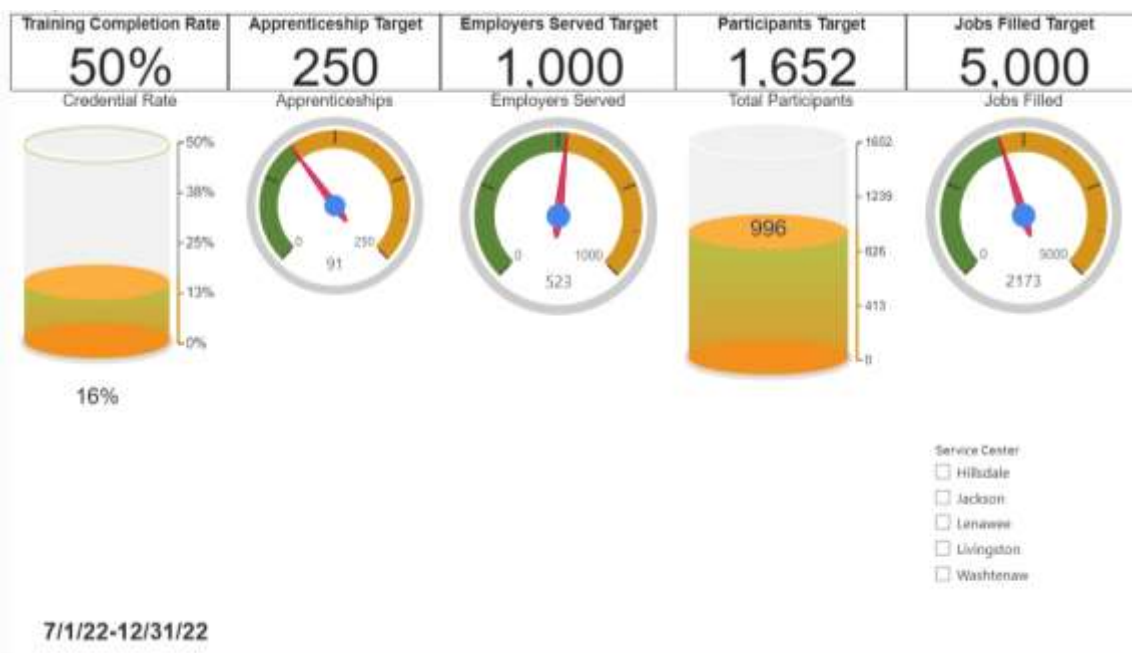 Training Completion Rate
50%
Apprenticeship Target
250
Employers Served Target
1,000
Participants Target
1,652
Jobs Filled Target
5,000
Credential Rate
50%
38%
25%
13%
0%
16%
Apprenticeships
0
250
91
Employers Served
0
1000
523
Total Participants
1652
1239
826
413
0
996
Jobs Filled
0
5000
2173
Service Center
Hillsdale
Jackson
Lenawee
Livingston
Washtenaw
7/1/22-12/31/22